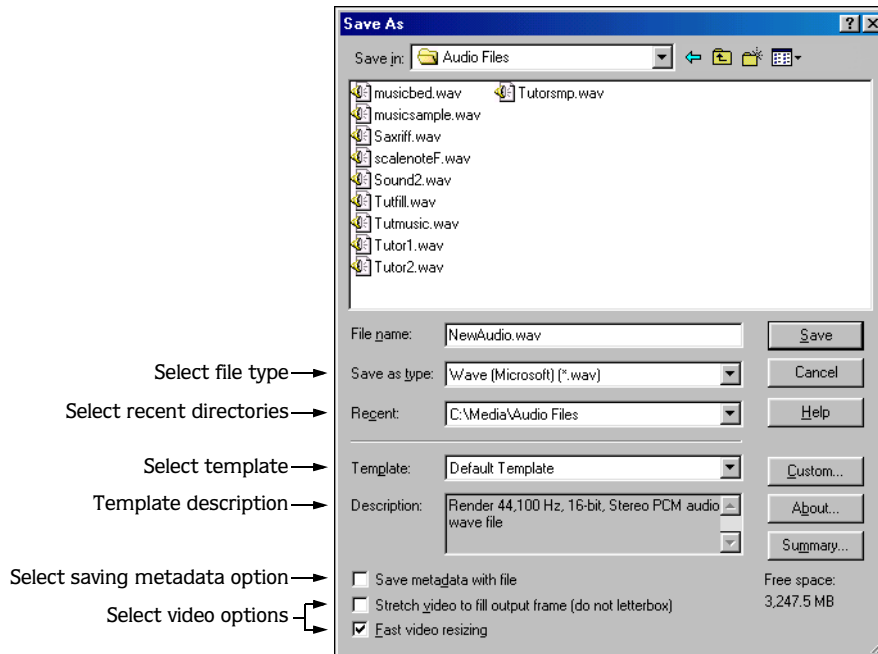 Save As
Save in: Audio Files
musicbed.wav Tutorsmp.wav
musicsample.wav
Saxriff.wav
scalenoteF.wav
Sound2.wav
Tutfill.wav
Tutmusic.wav
Tutor1.wav
Tutor2.wav
File name: NewAudio.wav Save
Select file type Save as type: Wave (Microsoft) (*.wav) Cancel
Select recent directories Recent: C:\Media\Audio Files Help
Select template Template: Default Template Custom...
Template description Description: Render 44,100 Hz, 16-bit, Stereo PCM audio About...
wave file
Summary...
Select saving metadata option Save metadata with file Free space:
Select video options Stretch video to fill output frame (do not letterbox) 3,247.5 MB
Fast video resizing